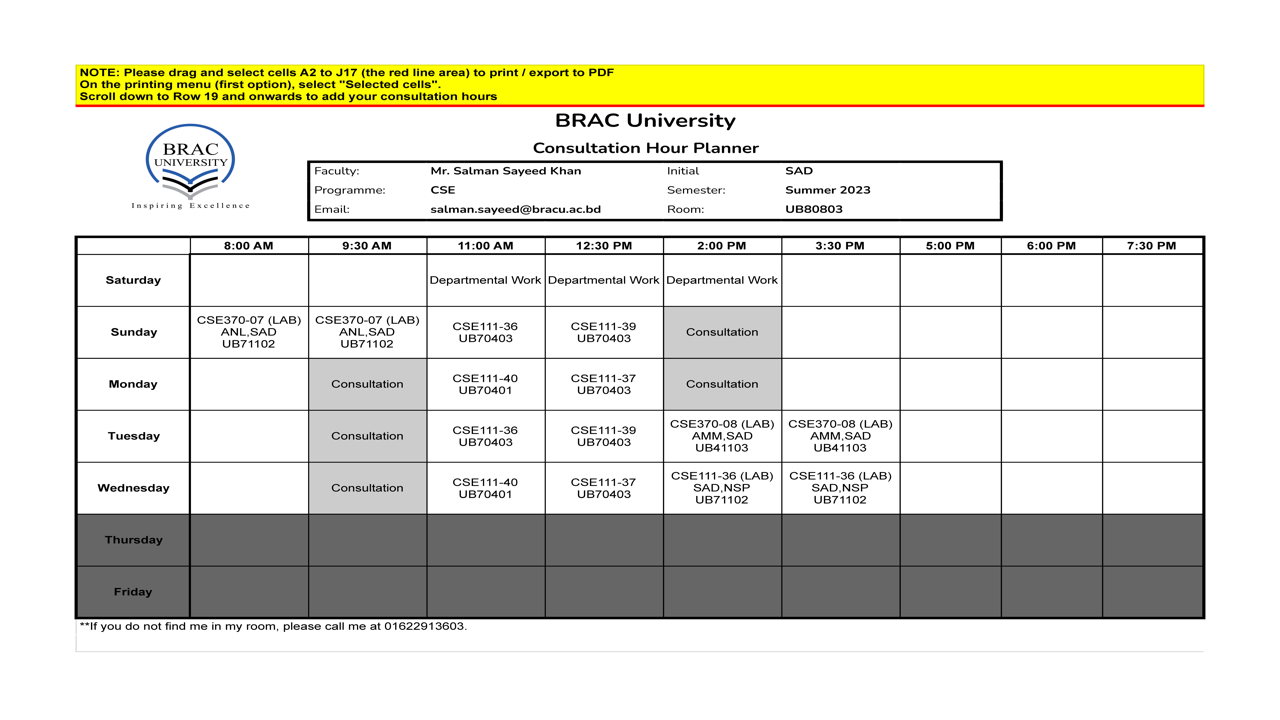 NOTE: Please drag and select cells A2 to J17 (the red line area) to print / export to PDF
On the printing menu (first option), select "Selected cells".
Scroll down to Row 19 and onwards to add your consultation hours
BRAC
UNIVERSITY
Inspiring Excellence
BRAC University
Consultation Hour Planner
Faculty: Mr. Salman Sayeed Khan Initial SAD
Programme: CSE Semester: Summer 2023
Email: salman.sayeed@bracu.ac.bd Room: UB80803
8:00 AM 9:30 AM 11:00 AM 12:30 PM 2:00 PM 3:30 PM 5:00 PM 6:00 PM 7:30 PM
Saturday Departmental Work Departmental Work Departmental Work
CSE370-07 (LAB) CSE370-07 (LAB) CSE111-36 CSE111-39
Sunday ANL,SAD ANL,SAD UB70403 UB70403 Consultation
UB71102 UB71102
Monday Consultation CSE111-40 CSE111-37 Consultation
UB70401 UB70403
CSE370-08 (LAB) CSE370-08 (LAB)
Tuesday Consultation CSE111-36 CSE111-39 AMM,SAD AMM,SAD
UB70403 UB70403 UB41103 UB41103
CSE111-36 (LAB) CSE111-36 (LAB)
Wednesday Consultation CSE111-40 CSE111-37 SAD,NSP SAD,NSP
UB70401 UB70403 UB71102 UB71102
Thursday
Friday
**If you do not find me in my room, please call me at 01622913603.